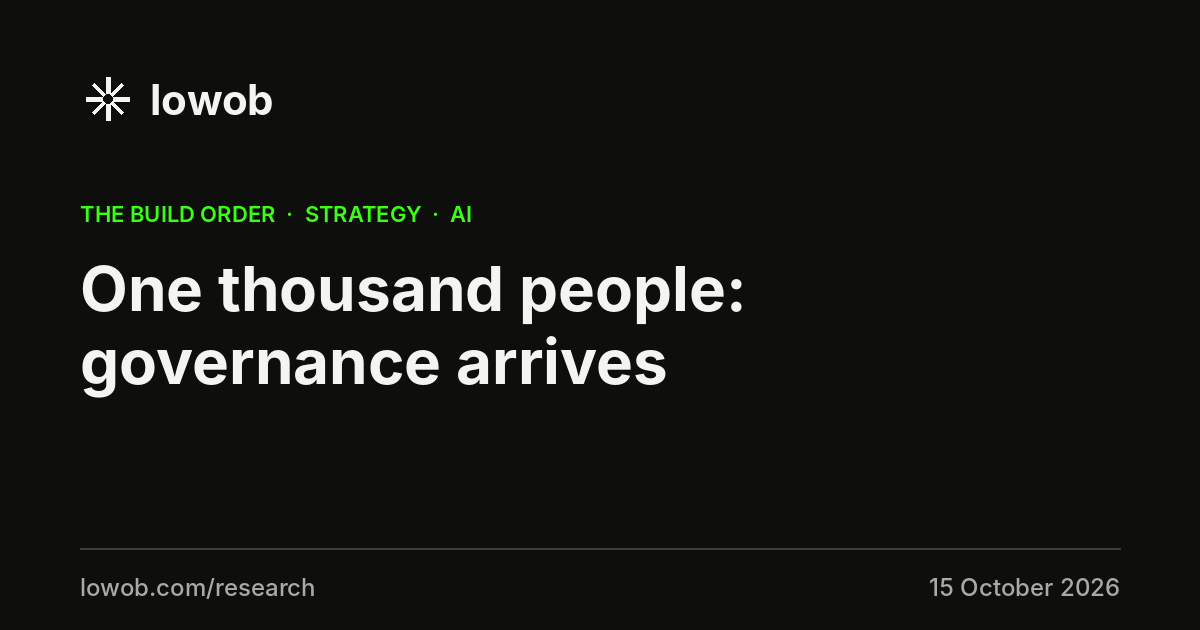 lowob
THE BUILD ORDER · STRATEGY · AI
One thousand people:
governance arrives
lowob.com/research
15 October 2026